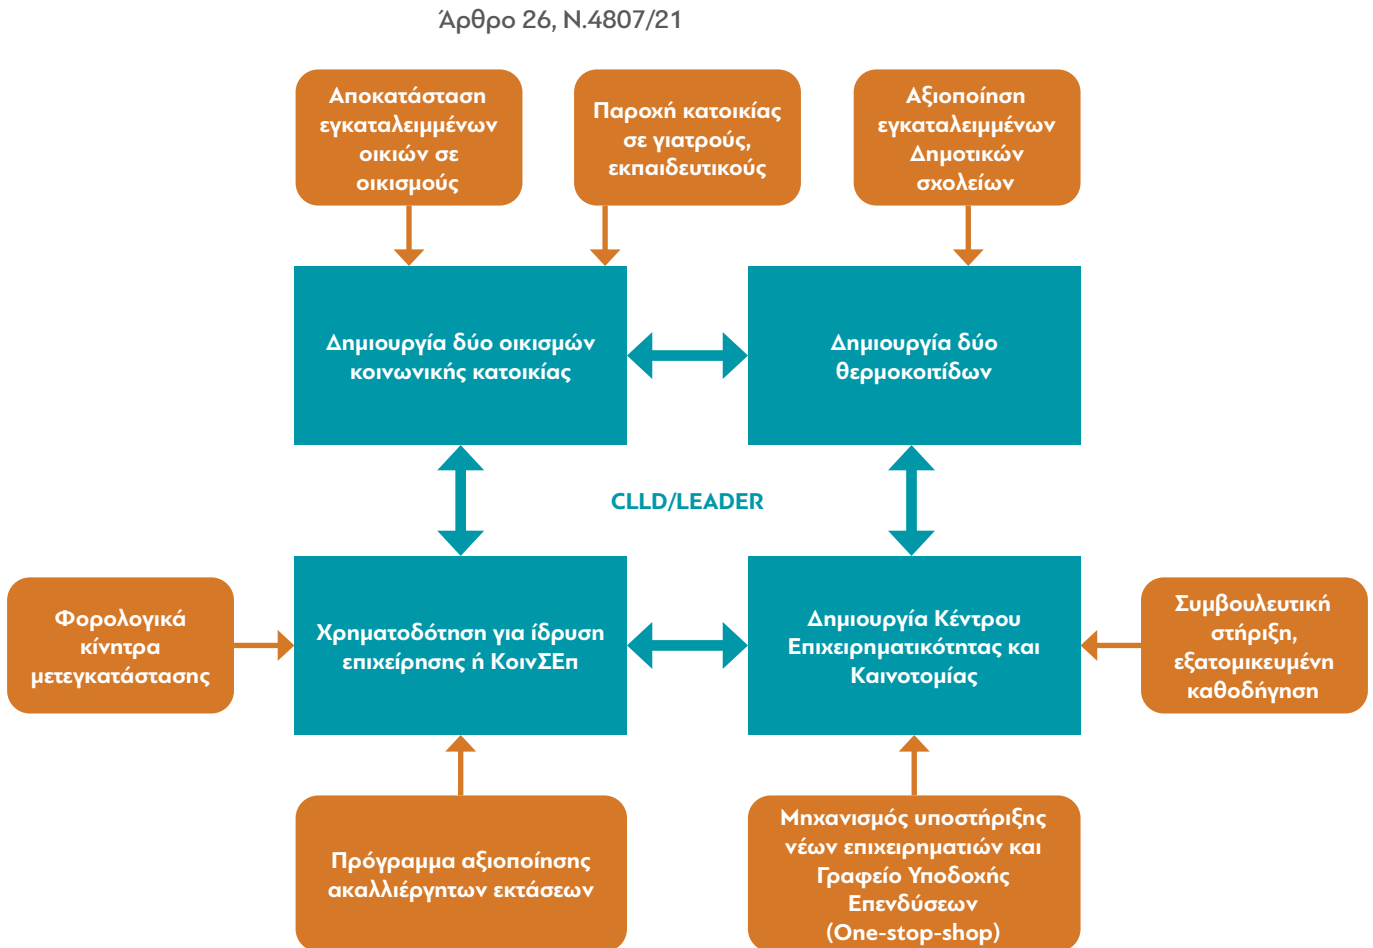 Άρθρο 26, Ν.4807/21
Αποκατάσταση
εγκαταλειμμένων
οικιών σε
οικισμούς
Παροχή κατοικίας
σε γιατρούς,
εκπαιδευτικούς
Αξιοποίηση
εγκαταλειμμένων
Δημοτικών
σχολείων
Δημιουργία δύο οικισμών
κοινωνικής κατοικίας
Δημιουργία δύο
θερμοκοιτίδων
CLLD/LEADER
Φορολογικά
κίνητρα
μετεγκατάστασης
Χρηματοδότηση για ίδρυση
επιχείρησης ή ΚοινΣΕπ
Δημιουργία Κέντρου
Επιχειρηματικότητας και
Καινοτομίας
Συμβουλευτική
στήριξη,
εξατομικευμένη
καθοδήγηση
Πρόγραμμα αξιοποίησης
ακαλλιέργητων εκτάσεων
Μηχανισμός υποστήριξης
νέων επιχειρηματιών και
Γραφείο Υποδοχής
Επενδύσεων
(One-stop-shop)